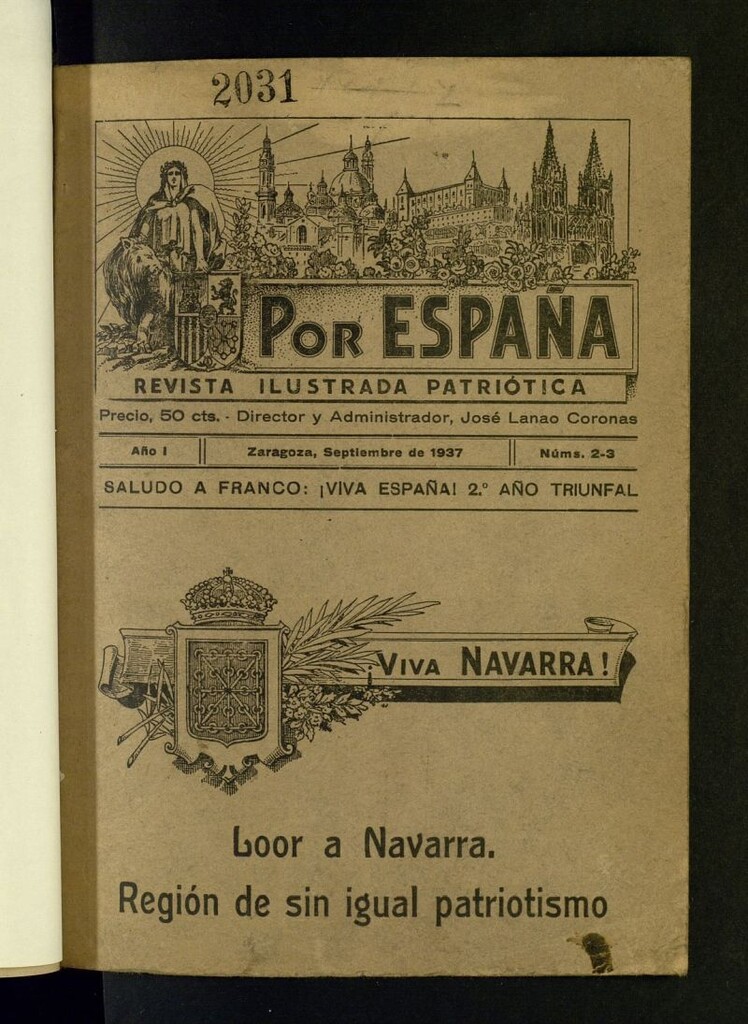 2031
Por ESPAÑA
REVISTA ILUSTRADA PATRIÓTICA
Precio, 50 cts. - Director y Administrador, José Lanao Coronas
Año I || Zaragoza, Septiembre de 1937 || Núms. 2-3
SALUDO A FRANCO: ¡VIVA ESPAÑA! 2.º AÑO TRIUNFAL
¡VIVA NAVARRA!
Loor a Navarra.
Región de sin igual patriotismo